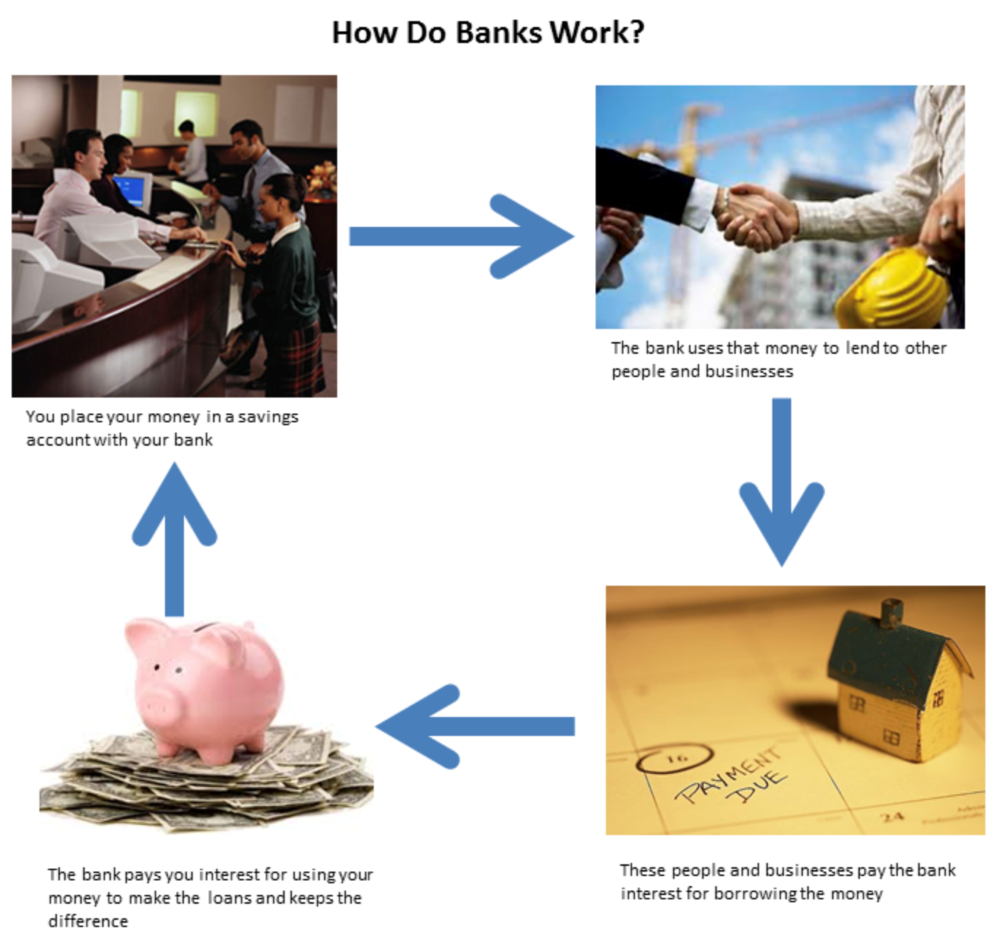 How Do Banks Work?
You place your money in a savings
account with your bank
The bank uses that money to lend to other
people and businesses
16
PAYMENT
DUE
24
The bank pays you interest for using your
money to make the loans and keeps the
difference
These people and businesses pay the bank
interest for borrowing the money